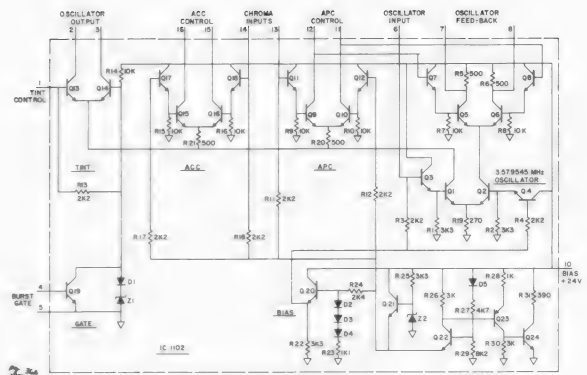 OSCILLATOR OUTPUT
ACC CONTROL
CHROMA INPUTS
APC CONTROL
OSCILLATOR INPUT
OSCILLATOR FEED-BACK
2 3 16 15 14 13 12 11 6 7 8
1
TINT CONTROL
Q13 Q14
R14 10K
Q17 Q18
Q15 Q16
R15 10K
R16 10K
R21 500
Q11 Q12
Q9 Q10
R9 10K
R10 10K
R20 500
Q7 Q8
R5 500
R6 500
Q5 Q6
R7 10K
R8 10K
TINT
ACC
APC
3.579545 MHz OSCILLATOR
R13 2K2
R17 2K2
R18 2K2
R11 2K2
R12 2K2
R3 2K2
Q3 Q1 Q2 Q4
R1 3K3
R19 270
R2 3K3
R4 2K2
4
BURST GATE
5
Q19
D1
Z1
GATE
BIAS
Q20
R22 3K3
D2
D3
D4
R23 1K1
R24 2K4
Q21
R25 3K3
Z2
R26 3K
Q22
D5
R27 4K7
R29 8K2
R28 1K
Q23
R30 3K
R31 390
Q24
10
BIAS +24V
IC 1102